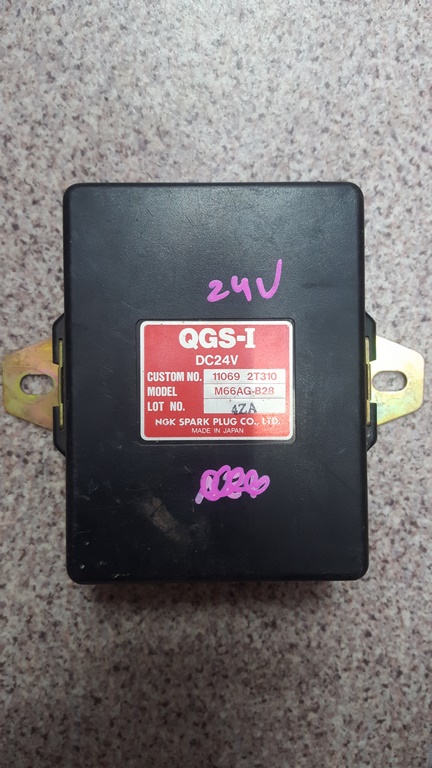 24V
QGS-I
DC24V
CUSTOM NO. 11069 2T310
MODEL M66AG-B28
LOT NO. 4ZA
NGK SPARK PLUG CO., LTD.
MADE IN JAPAN